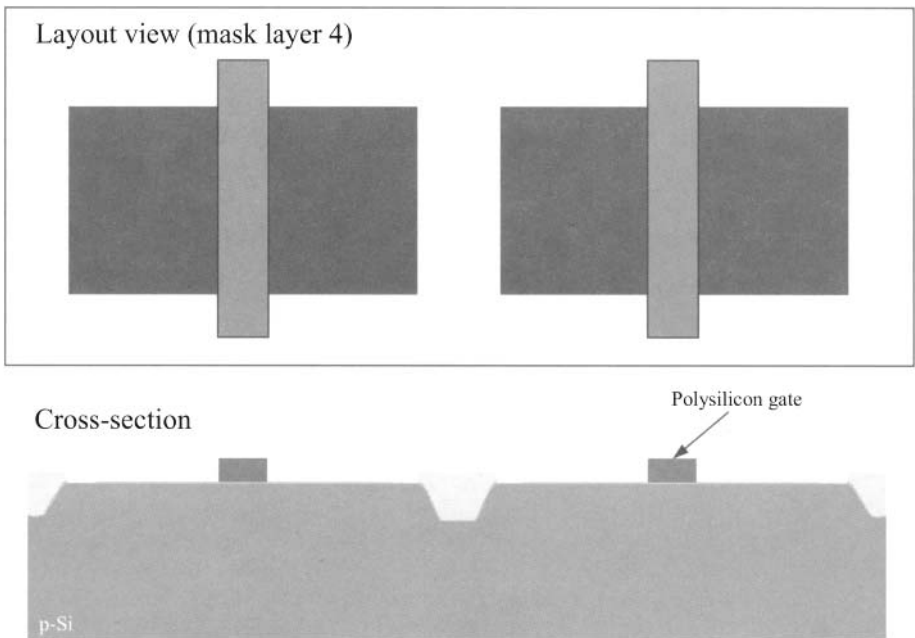 Layout view (mask layer 4)
Polysilicon gate
Cross-section
p-Si